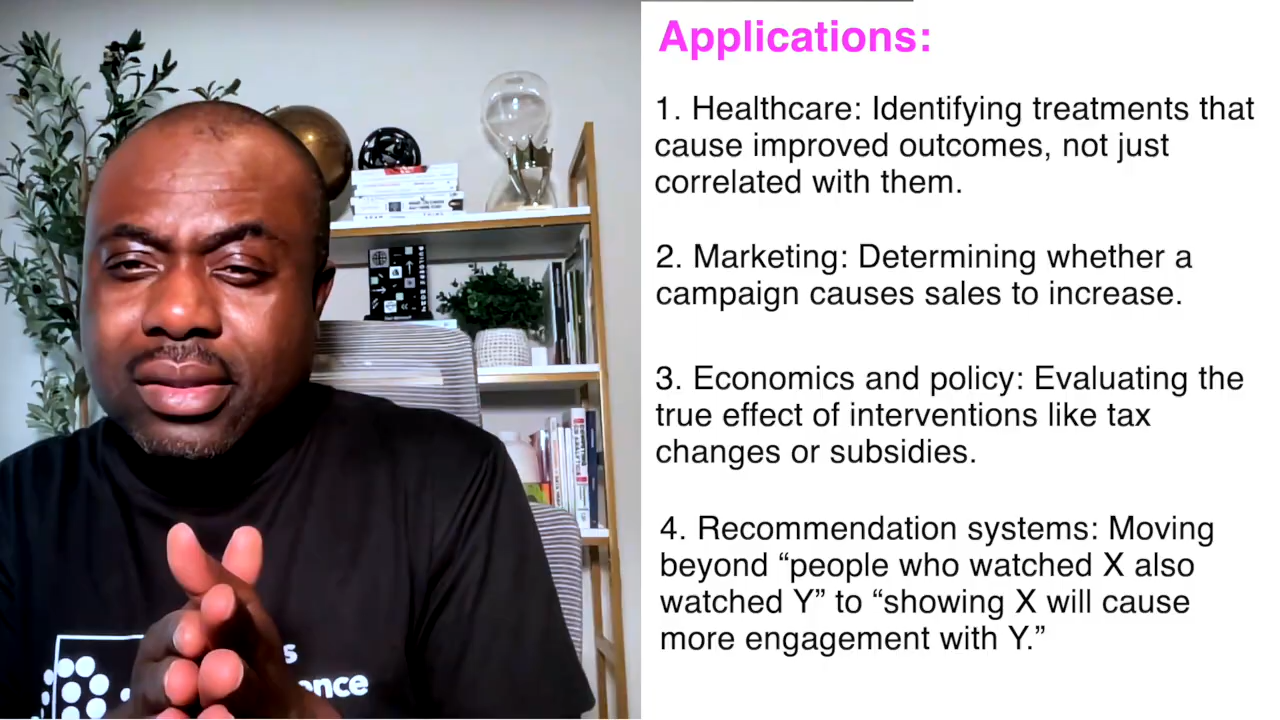 Applications:
1. Healthcare: Identifying treatments that
cause improved outcomes, not just
correlated with them.
2. Marketing: Determining whether a
campaign causes sales to increase.
3. Economics and policy: Evaluating the
true effect of interventions like tax
changes or subsidies.
4. Recommendation systems: Moving
beyond “people who watched X also
watched Y” to “showing X will cause
more engagement with Y.”